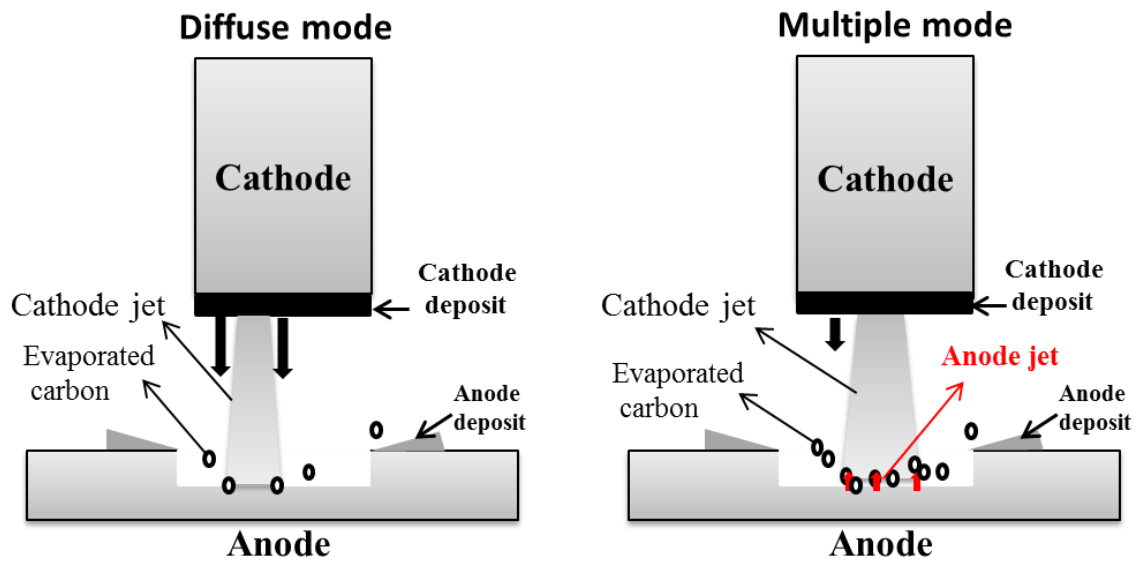 Diffuse mode
Cathode
Cathode
deposit
Cathode jet
Evaporated
carbon
Anode
deposit
Anode
Multiple mode
Cathode
Cathode
deposit
Cathode jet
Anode jet
Evaporated
carbon
Anode
deposit
Anode